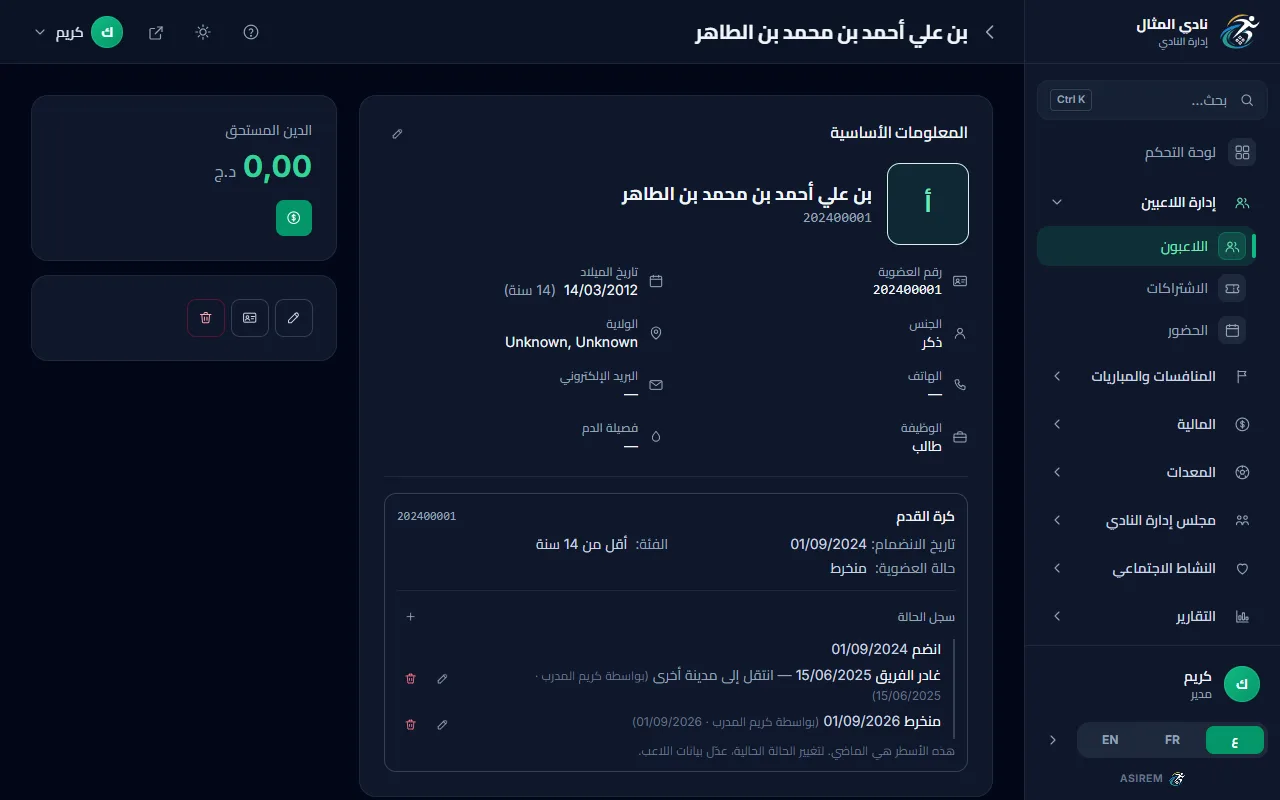 نادي المثال
إدارة النادي
بحث...
Ctrl K
لوحة التحكم
إدارة اللاعبين
اللاعبون
الاشتراكات
الحضور
المنافسات والمباريات
المالية
المعدات
مجلس إدارة النادي
النشاط الاجتماعي
التقارير
ك
كريم
مدير
ع
FR
EN
ASIREM
بن علي أحمد بن محمد بن الطاهر
ك
كريم
المعلومات الأساسية
أ
بن علي أحمد بن محمد بن الطاهر
202400001
رقم العضوية
202400001
تاريخ الميلاد
14/03/2012 (14 سنة)
الجنس
ذكر
الولاية
Unknown, Unknown
الهاتف
—
البريد الإلكتروني
—
الوظيفة
طالب
فصيلة الدم
—
كرة القدم
202400001
تاريخ الانضمام: 01/09/2024
الفئة: أقل من 14 سنة
حالة العضوية: منخرط
سجل الحالة
+
انضم 01/09/2024
غادر الفريق 15/06/2025 — انتقل إلى مدينة أخرى (بواسطة كريم المدرب ·
15/06/2025)
منخرط 01/09/2026 (بواسطة كريم المدرب · 01/09/2026)
هذه الأسطر هي الماضي. لتغيير الحالة الحالية، عدّل بيانات اللاعب.
الدين المستحق
0,00 د.ج